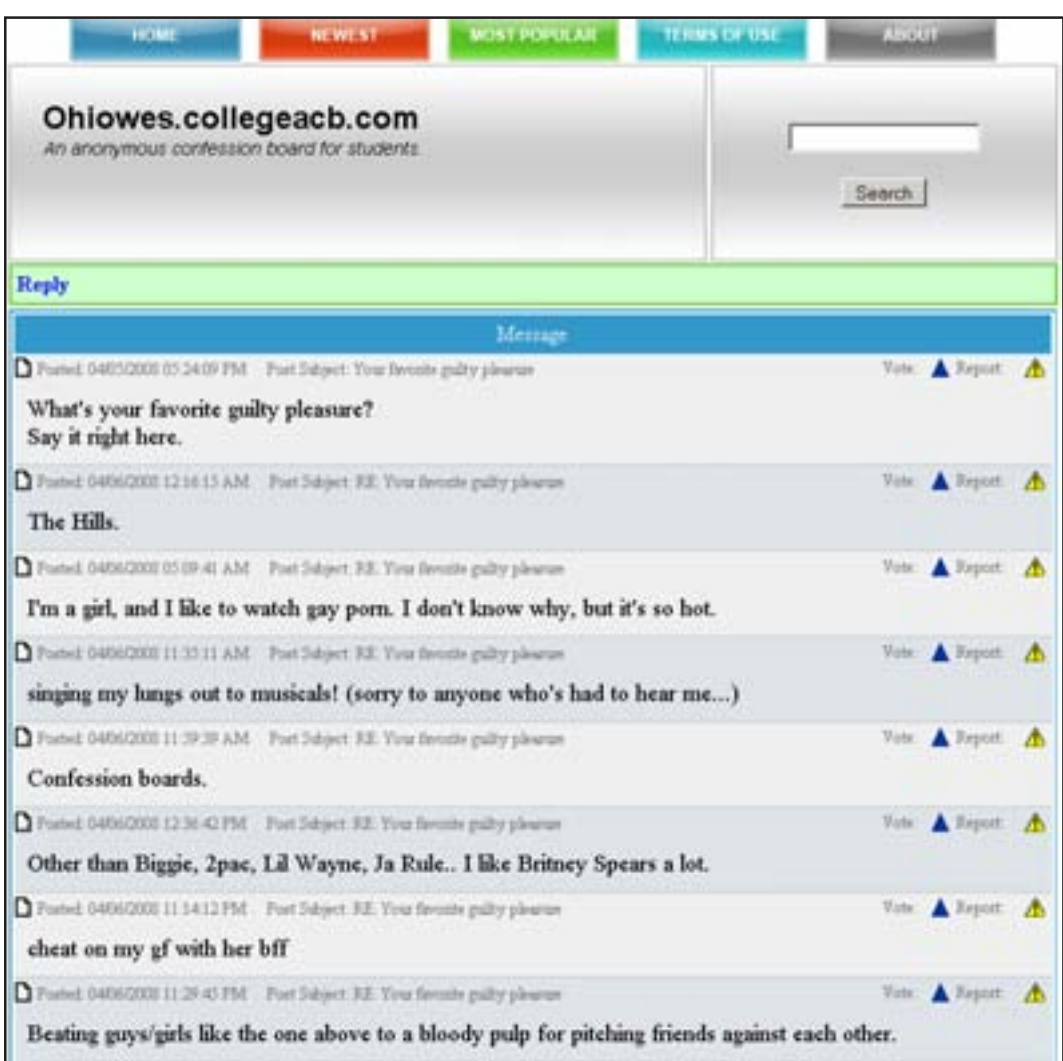 HOME NEWEST MOST POPULAR TERMS OF USE ABOUT
Ohiowes.collegeacb.com
An anonymous confession board for students.
Search
Reply
Message
Posted: 04/05/2008 05:24:09 PM Post Subject: Your favorite guilty pleasure Vote: Report:
What's your favorite guilty pleasure?
Say it right here.
Posted: 04/06/2008 12:16:15 AM Post Subject: RE: Your favorite guilty pleasure Vote: Report:
The Hills.
Posted: 04/06/2008 05:09:41 AM Post Subject: RE: Your favorite guilty pleasure Vote: Report:
I'm a girl, and I like to watch gay porn. I don't know why, but it's so hot.
Posted: 04/06/2008 11:35:11 AM Post Subject: RE: Your favorite guilty pleasure Vote: Report:
singing my lungs out to musicals! (sorry to anyone who's had to hear me...)
Posted: 04/06/2008 11:39:39 AM Post Subject: RE: Your favorite guilty pleasure Vote: Report:
Confession boards.
Posted: 04/06/2008 12:36:42 PM Post Subject: RE: Your favorite guilty pleasure Vote: Report:
Other than Biggie, 2pac, Lil Wayne, Ja Rule.. I like Britney Spears a lot.
Posted: 04/06/2008 11:14:12 PM Post Subject: RE: Your favorite guilty pleasure Vote: Report:
cheat on my gf with her bff
Posted: 04/06/2008 11:29:45 PM Post Subject: RE: Your favorite guilty pleasure Vote: Report:
Beating guys/girls like the one above to a bloody pulp for pitching friends against each other.